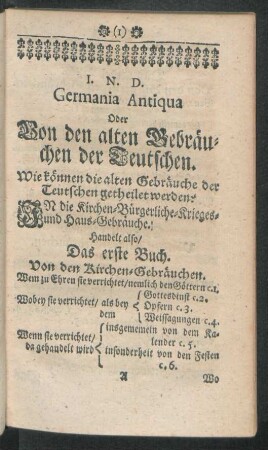 (1)
I. N. D.
Germania Antiqua
Oder
Von den alten Gebräu-
chen der Teutschen.
Wie können die alten Gebräuche der
Teutschen getheilet werden?
IN die Kirchen-Bürgerliche-Krieges-
und Haus-Gebräuche.
Handelt also/
Das erste Buch.
Von den Kirchen-Gebräuchen.
Wem zu Ehren sie verrichtet/nemlich den Göttern c.1.
Wobey sie verrichtet/ als bey dem
Gottesdinst c.2.
Opfern c.3.
Weissagungen c.4.
Wenn sie verrichtet/
da gehandelt wird
insgemein von dem Ka-
lender c.5.
insonderheit von den Festen
c.6.
A Wo